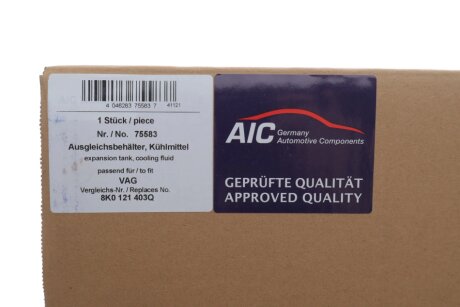 4 046283 75583 7 41121
1 Stück / piece
Nr. / No. 75583
Ausgleichsbehälter, Kühlmittel
expansion tank, cooling fluid
passend für / to fit
VAG
Vergleichs-Nr. / Replaces No.
8K0 121 403Q
AIC Germany
Automotive Components
GEPRÜFTE QUALITÄT
APPROVED QUALITY